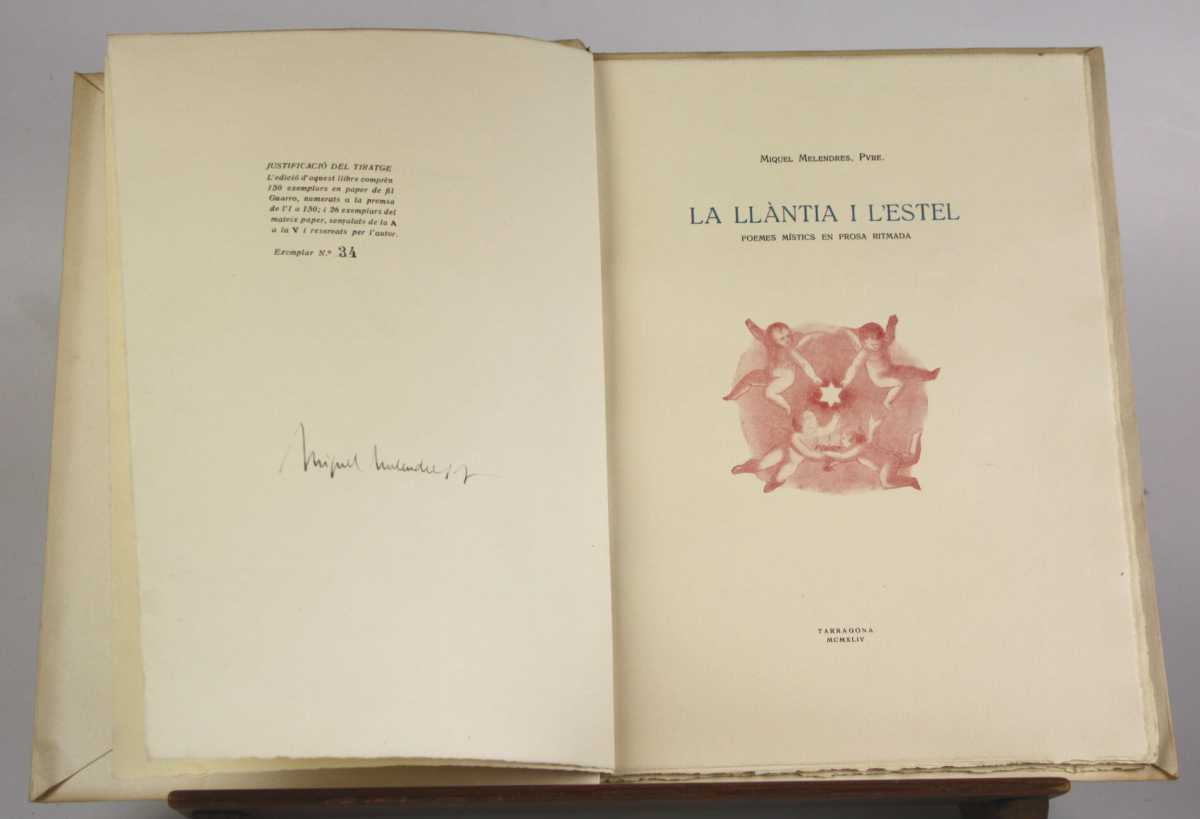 JUSTIFICACIÓ DEL TIRATGE
L'edició d'aquest llibre comprèn
150 exemplars en paper de fil
Guarro, numerats a la premsa
de l'1 a 150; i 26 exemplars del
mateix paper, senyalats de la A
a la V i reservats per l'autor.
Exemplar N.º 34
Miquel Melendres
MIQUEL MELENDRES, PVRE.
LA LLÀNTIA I L'ESTEL
POEMES MÍSTICS EN PROSA RITMADA
TARRAGONA
MCMXLIV